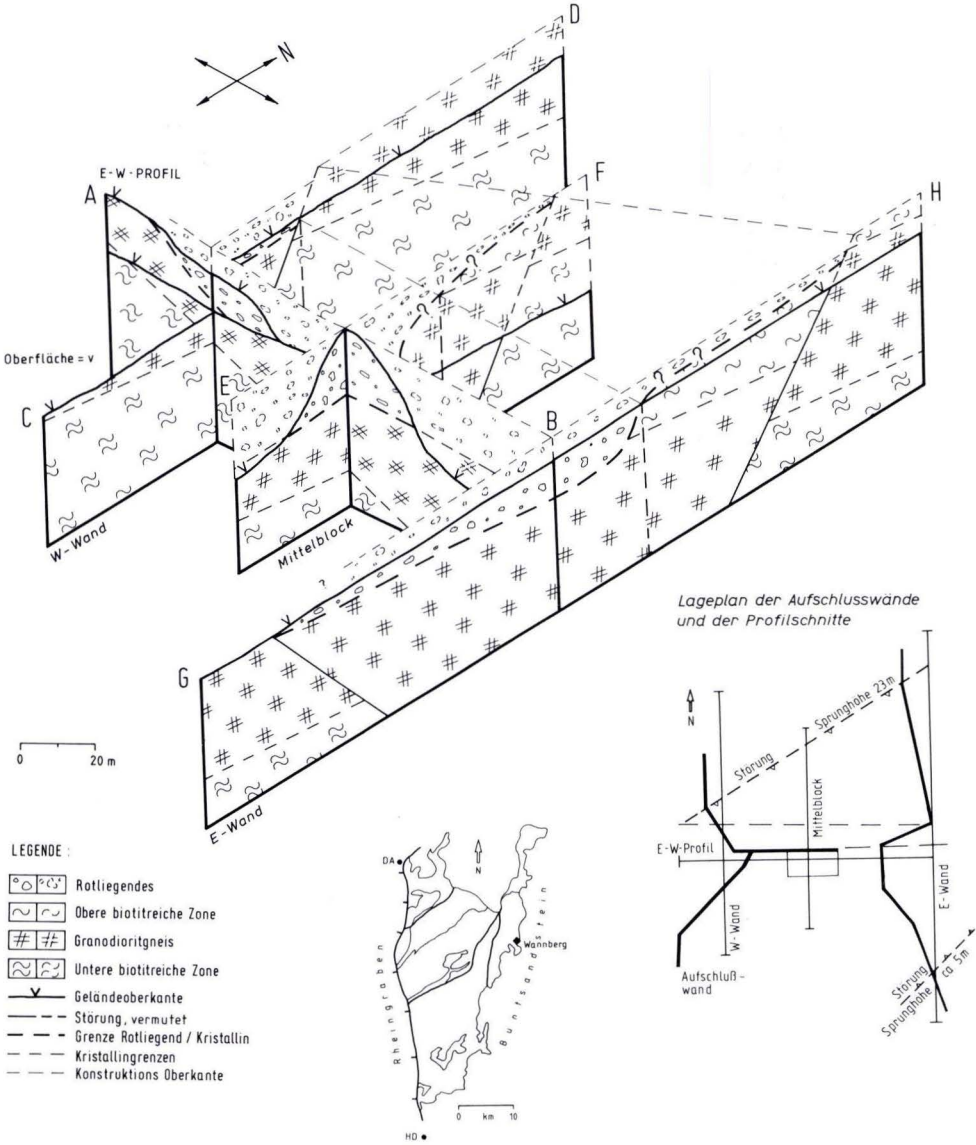 D
N
E-W-PROFIL
A
F
H
Oberfläche = v
C
E
B
W-Wand
Mittelblock
?
?
?
?
?
G
E-Wand
0 20 m
Lageplan der Aufschlusswände
und der Profilschnitte
N
Störung
Sprunghöhe 23m
Mittelblock
E-W-Profil
W-Wand
E-Wand
Aufschluß-
wand
Störung
Sprunghöhe
ca 5m
LEGENDE :
Rotliegendes
Obere biotitreiche Zone
Granodioritgneis
Untere biotitreiche Zone
Geländeoberkante
Störung, vermutet
Grenze Rotliegend / Kristallin
Kristallingrenzen
Konstruktions Oberkante
DA
N
Rheingraben
Buntsandstein
Wannberg
0 km 10
HD